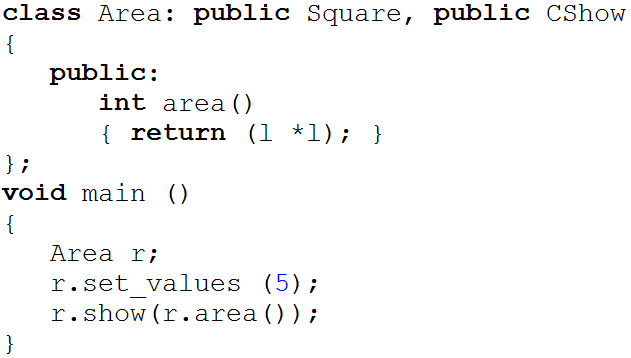 class Area: public Square, public CShow
{
public:
int area()
{ return (l *l); }
};
void main ()
{
Area r;
r.set_values (5);
r.show(r.area());
}